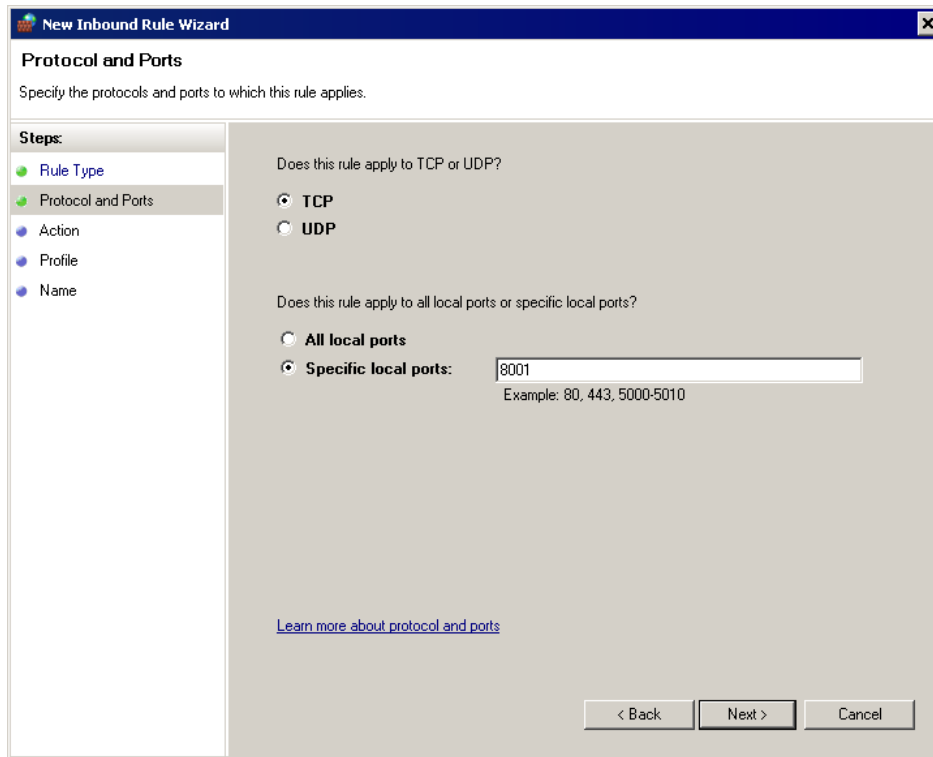 New Inbound Rule Wizard
Protocol and Ports
Specify the protocols and ports to which this rule applies.
Steps:
Rule Type
Protocol and Ports
Action
Profile
Name
Does this rule apply to TCP or UDP?
TCP
UDP
Does this rule apply to all local ports or specific local ports?
All local ports
Specific local ports: 8001
Example: 80, 443, 5000-5010
Learn more about protocol and ports
< Back Next > Cancel